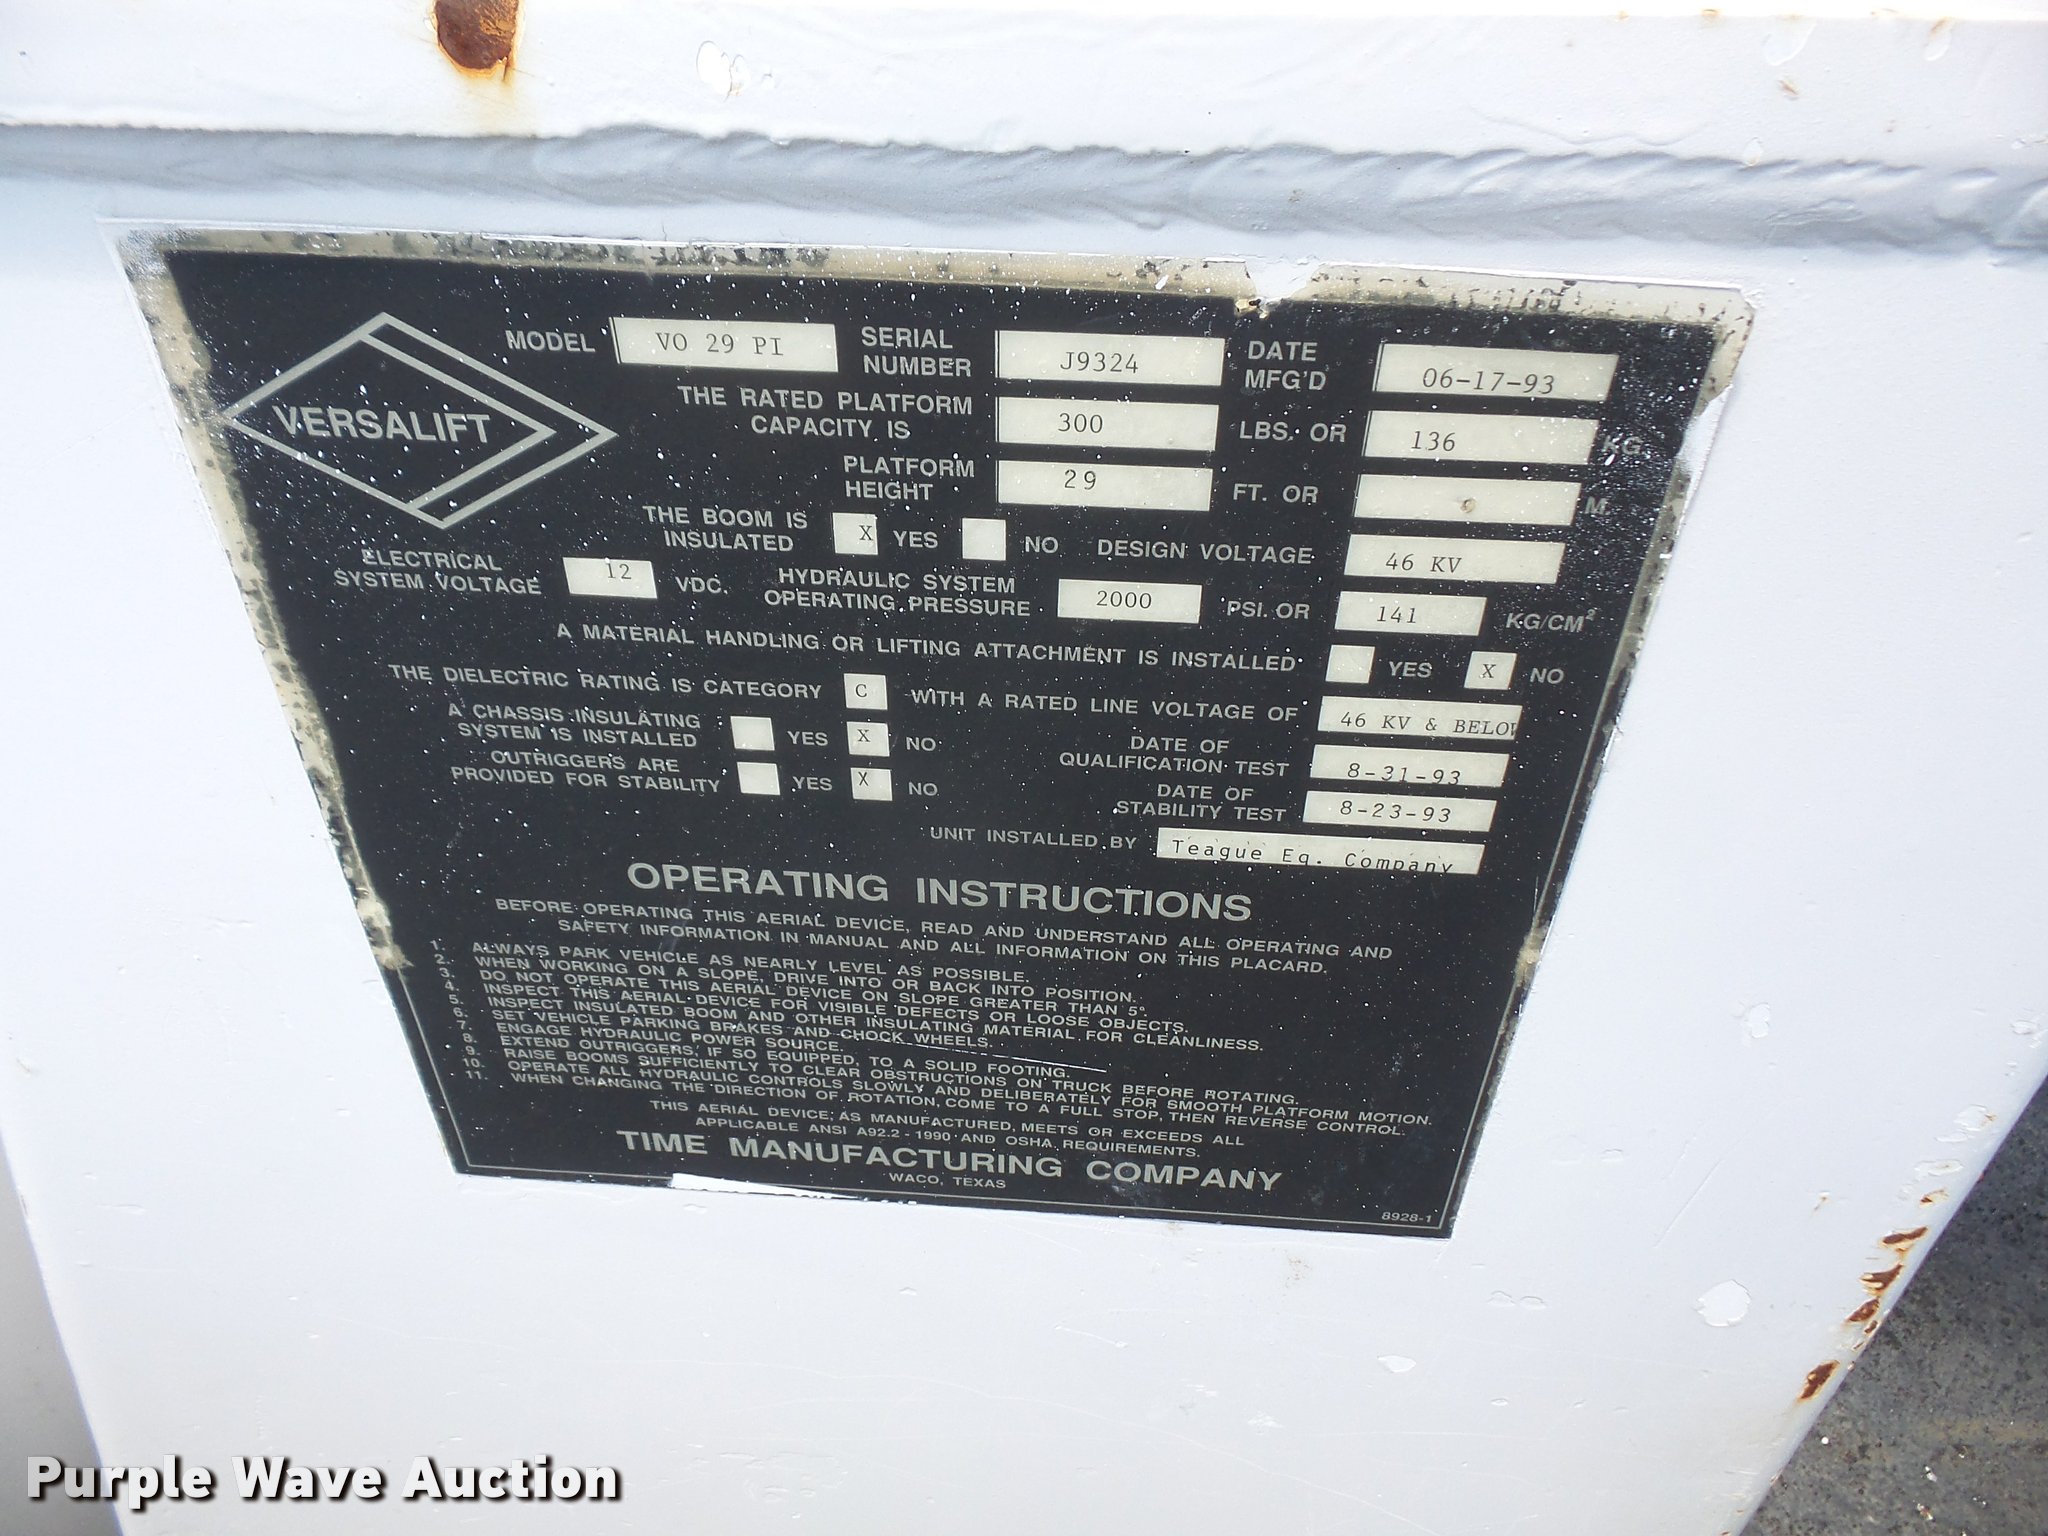 VERSALIFT
MODEL VO 29 PI SERIAL NUMBER J9324 DATE MFG'D 06-17-93
THE RATED PLATFORM CAPACITY IS 300 LBS. OR 136 KG
PLATFORM HEIGHT 29 FT. OR M
THE BOOM IS INSULATED X YES NO DESIGN VOLTAGE 46 KV
ELECTRICAL SYSTEM VOLTAGE 12 VDC. HYDRAULIC SYSTEM OPERATING PRESSURE 2000 PSI. OR 141 KG/CM²
A MATERIAL HANDLING OR LIFTING ATTACHMENT IS INSTALLED YES X NO
THE DIELECTRIC RATING IS CATEGORY C WITH A RATED LINE VOLTAGE OF 46 KV & BELOW
A CHASSIS INSULATING SYSTEM IS INSTALLED YES X NO DATE OF QUALIFICATION TEST 8-31-93
OUTRIGGERS ARE PROVIDED FOR STABILITY YES X NO DATE OF STABILITY TEST 8-23-93
UNIT INSTALLED BY Teague Eq. Company
OPERATING INSTRUCTIONS
BEFORE OPERATING THIS AERIAL DEVICE, READ AND UNDERSTAND ALL OPERATING AND
SAFETY INFORMATION IN MANUAL AND ALL INFORMATION ON THIS PLACARD.
1. ALWAYS PARK VEHICLE AS NEARLY LEVEL AS POSSIBLE.
2. WHEN WORKING ON A SLOPE, DRIVE INTO OR BACK INTO POSITION.
3. DO NOT OPERATE THIS AERIAL DEVICE ON SLOPE GREATER THAN 5°.
4. INSPECT THIS AERIAL DEVICE FOR VISIBLE DEFECTS OR LOOSE OBJECTS.
5. INSPECT INSULATED BOOM AND OTHER INSULATING MATERIAL FOR CLEANLINESS.
6. SET VEHICLE PARKING BRAKES AND CHOCK WHEELS.
7. ENGAGE HYDRAULIC POWER SOURCE.
8. EXTEND OUTRIGGERS, IF SO EQUIPPED, TO A SOLID FOOTING.
9. RAISE BOOMS SUFFICIENTLY TO CLEAR OBSTRUCTIONS ON TRUCK BEFORE ROTATING.
10. OPERATE ALL HYDRAULIC CONTROLS SLOWLY AND DELIBERATELY FOR SMOOTH PLATFORM MOTION.
11. WHEN CHANGING THE DIRECTION OF ROTATION, COME TO A FULL STOP, THEN REVERSE CONTROL.
THIS AERIAL DEVICE, AS MANUFACTURED, MEETS OR EXCEEDS ALL
APPLICABLE ANSI A92.2 - 1990 AND OSHA REQUIREMENTS.
TIME MANUFACTURING COMPANY
WACO, TEXAS
8928-1
Purple Wave Auction